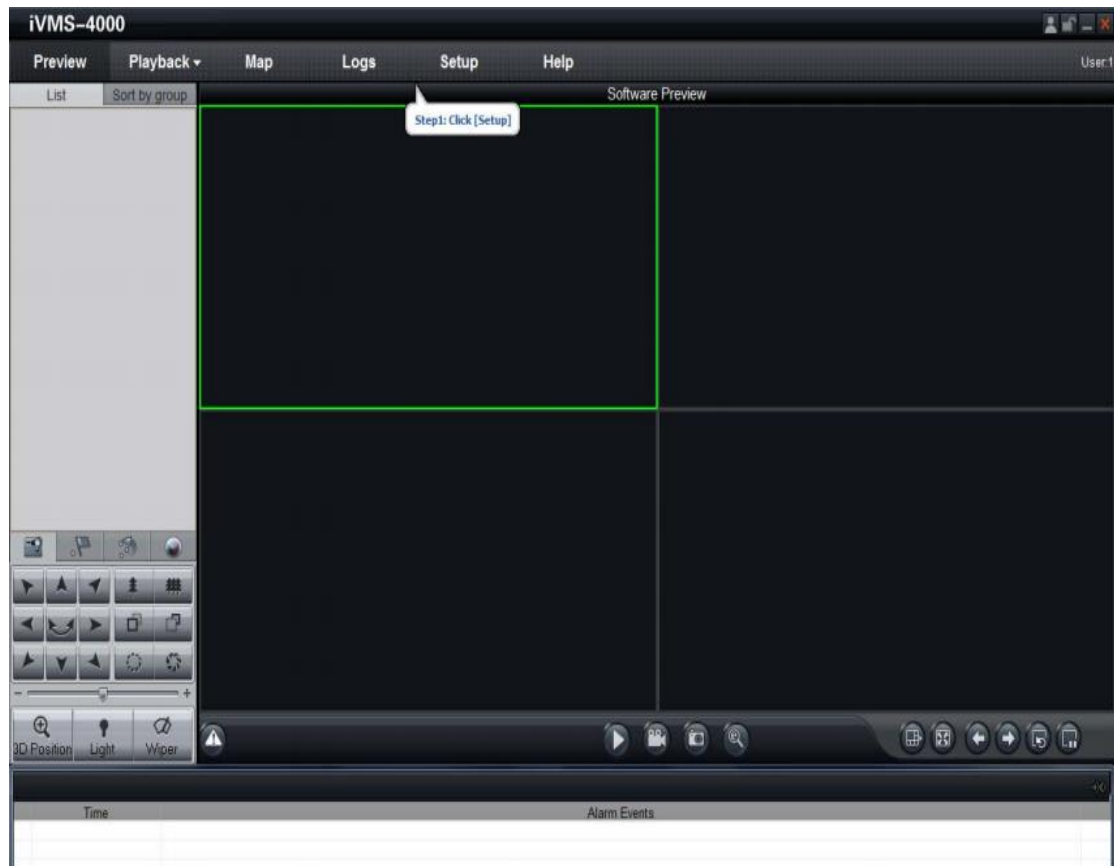 iVMS-4000
Preview Playback Map Logs Setup Help User:1
List Sort by group Software Preview
Step1: Click [Setup]
3D Position Light Wiper
Time Alarm Events